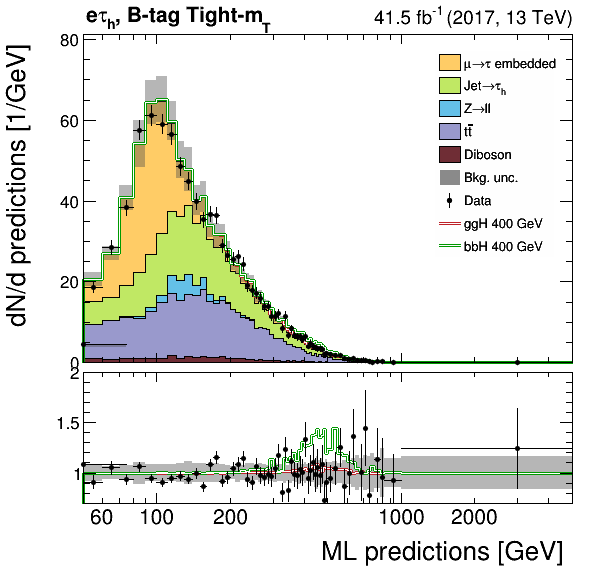 eτh, B-tag Tight-mT 41.5 fb⁻¹ (2017, 13 TeV)
dN/d predictions [1/GeV]
80
60
40
20
0
μ→τ embedded
Jet→τh
Z→ll
tt̄
Diboson
Bkg. unc.
Data
ggH 400 GeV
bbH 400 GeV
2
1.5
1
60 100 200 1000 2000
ML predictions [GeV]